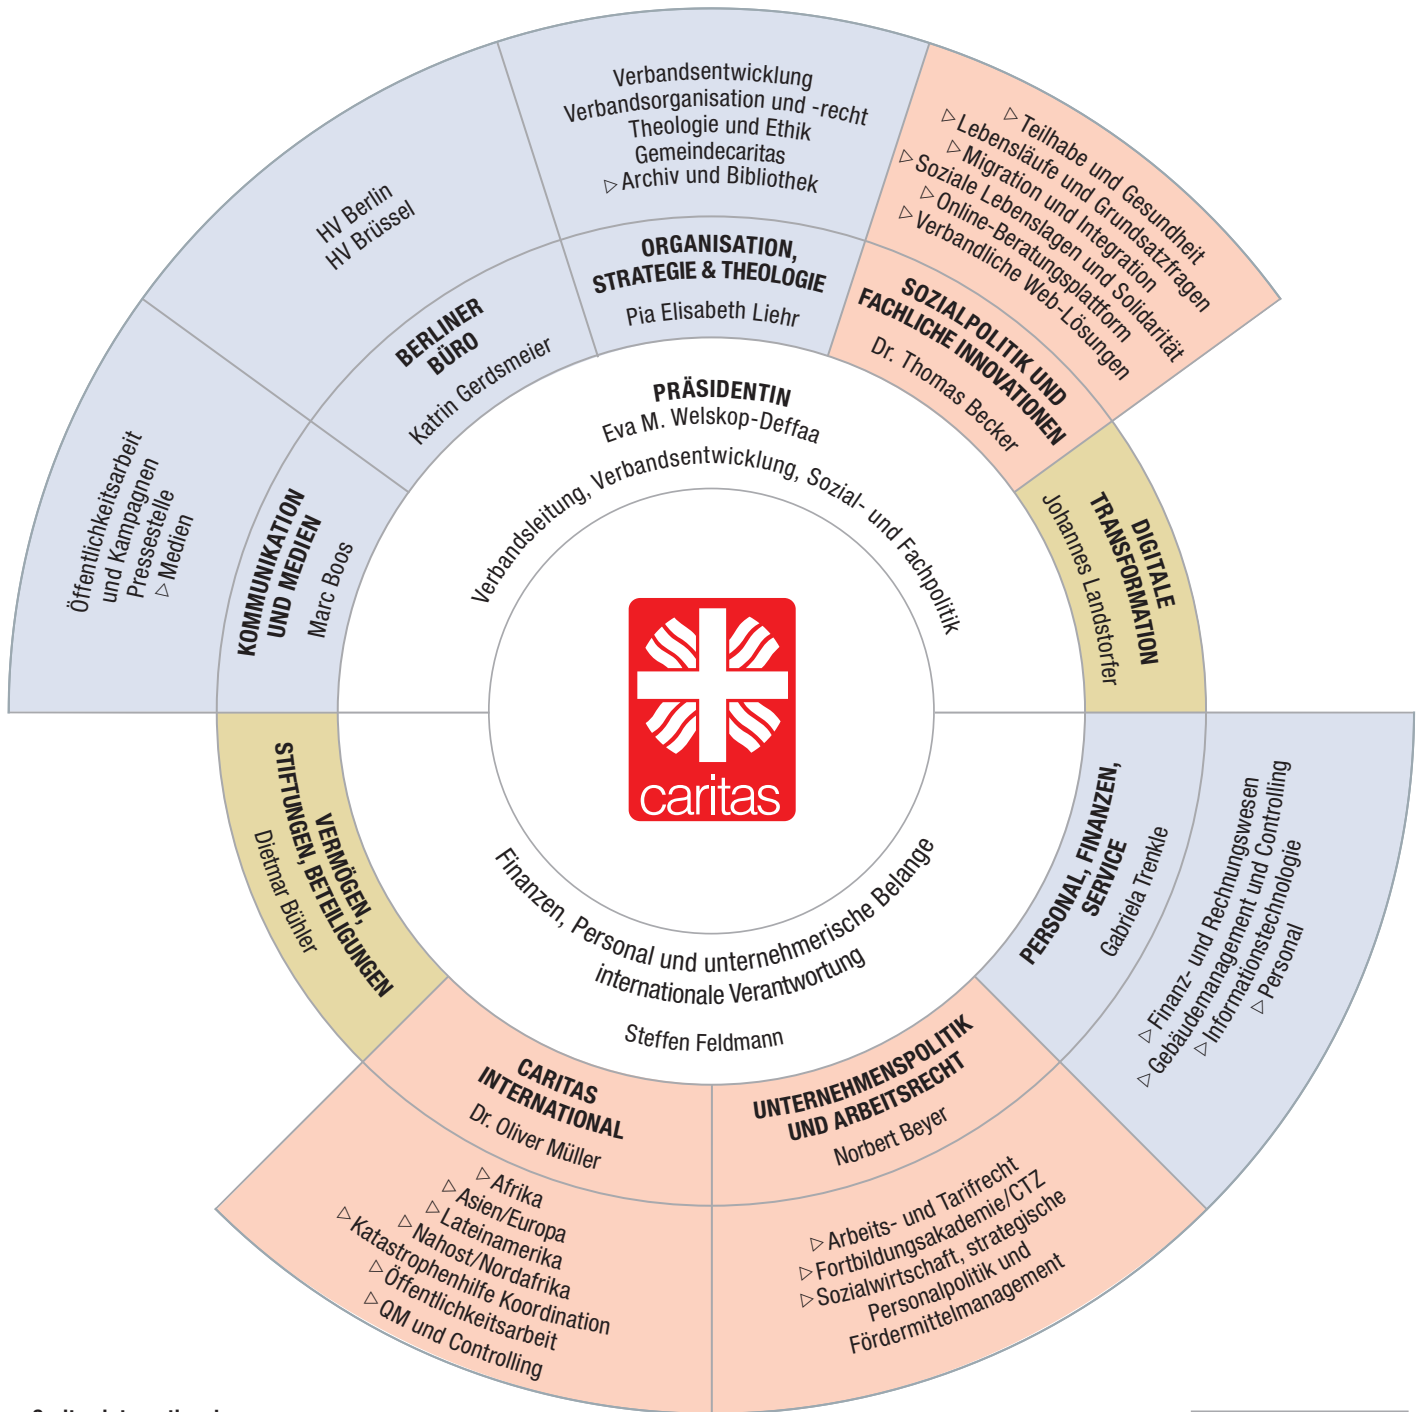 Verbandsentwicklung
Verbandsorganisation und -recht
Theologie und Ethik
Gemeindecaritas
▷ Archiv und Bibliothek
ORGANISATION,
STRATEGIE & THEOLOGIE
Pia Elisabeth Liehr
▷ Teilhabe und Gesundheit
▷ Lebensläufe und Grundsatzfragen
▷ Migration und Integration
▷ Soziale Lebenslagen und Solidarität
▷ Online-Beratungsplattform
▷ Verbandliche Web-Lösungen
SOZIALPOLITIK UND
FACHLICHE INNOVATIONEN
Dr. Thomas Becker
HV Berlin
HV Brüssel
BERLINER
BÜRO
Katrin Gerdsmeier
Öffentlichkeitsarbeit
und Kampagnen
Pressestelle
▷ Medien
KOMMUNIKATION
UND MEDIEN
Marc Boos
PRÄSIDENTIN
Eva M. Welskop-Deffaa
Verbandsleitung, Verbandsentwicklung, Sozial- und Fachpolitik
DIGITALE
TRANSFORMATION
Johannes Landstorfer
caritas
VERMÖGEN,
STIFTUNGEN, BETEILIGUNGEN
Dietmar Bühler
Finanzen, Personal und unternehmerische Belange
internationale Verantwortung
Steffen Feldmann
PERSONAL, FINANZEN,
SERVICE
Gabriela Trenkle
▷ Finanz- und Rechnungswesen
▷ Gebäudemanagement und Controlling
▷ Informationstechnologie
▷ Personal
CARITAS
INTERNATIONAL
Dr. Oliver Müller
▷ Afrika
▷ Asien/Europa
▷ Lateinamerika
▷ Nahost/Nordafrika
▷ Katastrophenhilfe Koordination
▷ Öffentlichkeitsarbeit
▷ QM und Controlling
UNTERNEHMENSPOLITIK
UND ARBEITSRECHT
Norbert Beyer
▷ Arbeits- und Tarifrecht
▷ Fortbildungsakademie/CTZ
▷ Sozialwirtschaft, strategische
Personalpolitik und
Fördermittelmanagement